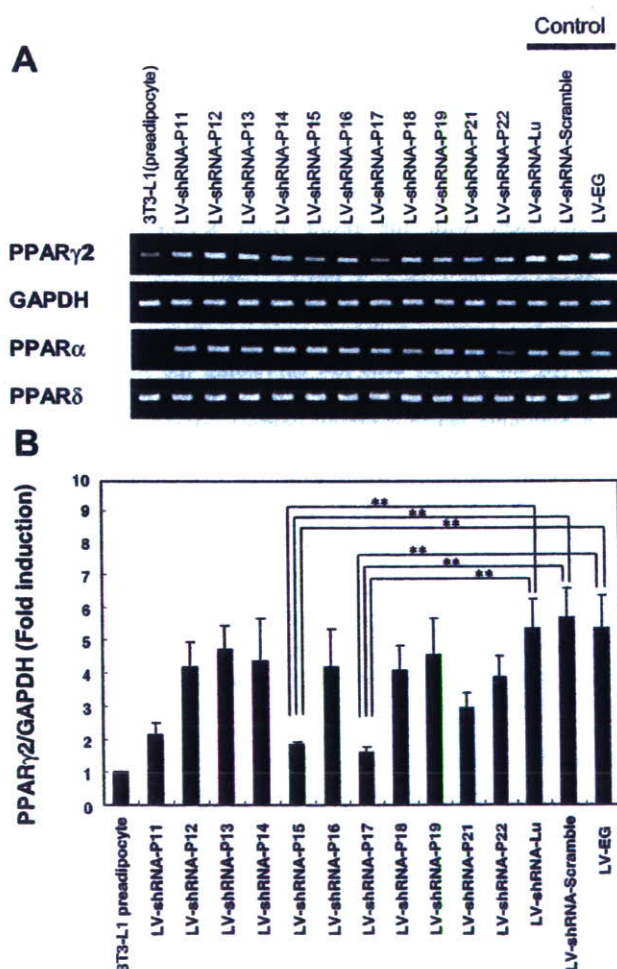 Control
A
3T3-L1(preadipocyte)
LV-shRNA-P11
LV-shRNA-P12
LV-shRNA-P13
LV-shRNA-P14
LV-shRNA-P15
LV-shRNA-P16
LV-shRNA-P17
LV-shRNA-P18
LV-shRNA-P19
LV-shRNA-P21
LV-shRNA-P22
LV-shRNA-Lu
LV-shRNA-Scramble
LV-EG
PPARγ2
GAPDH
PPARα
PPARδ
B
PPARγ2/GAPDH (Fold induction)
10
9
8
7
6
5
4
3
2
1
0
**
**
**
**
**
**
3T3-L1 preadipocyte
LV-shRNA-P11
LV-shRNA-P12
LV-shRNA-P13
LV-shRNA-P14
LV-shRNA-P15
LV-shRNA-P16
LV-shRNA-P17
LV-shRNA-P18
LV-shRNA-P19
LV-shRNA-P21
LV-shRNA-P22
LV-shRNA-Lu
LV-shRNA-Scramble
LV-EG